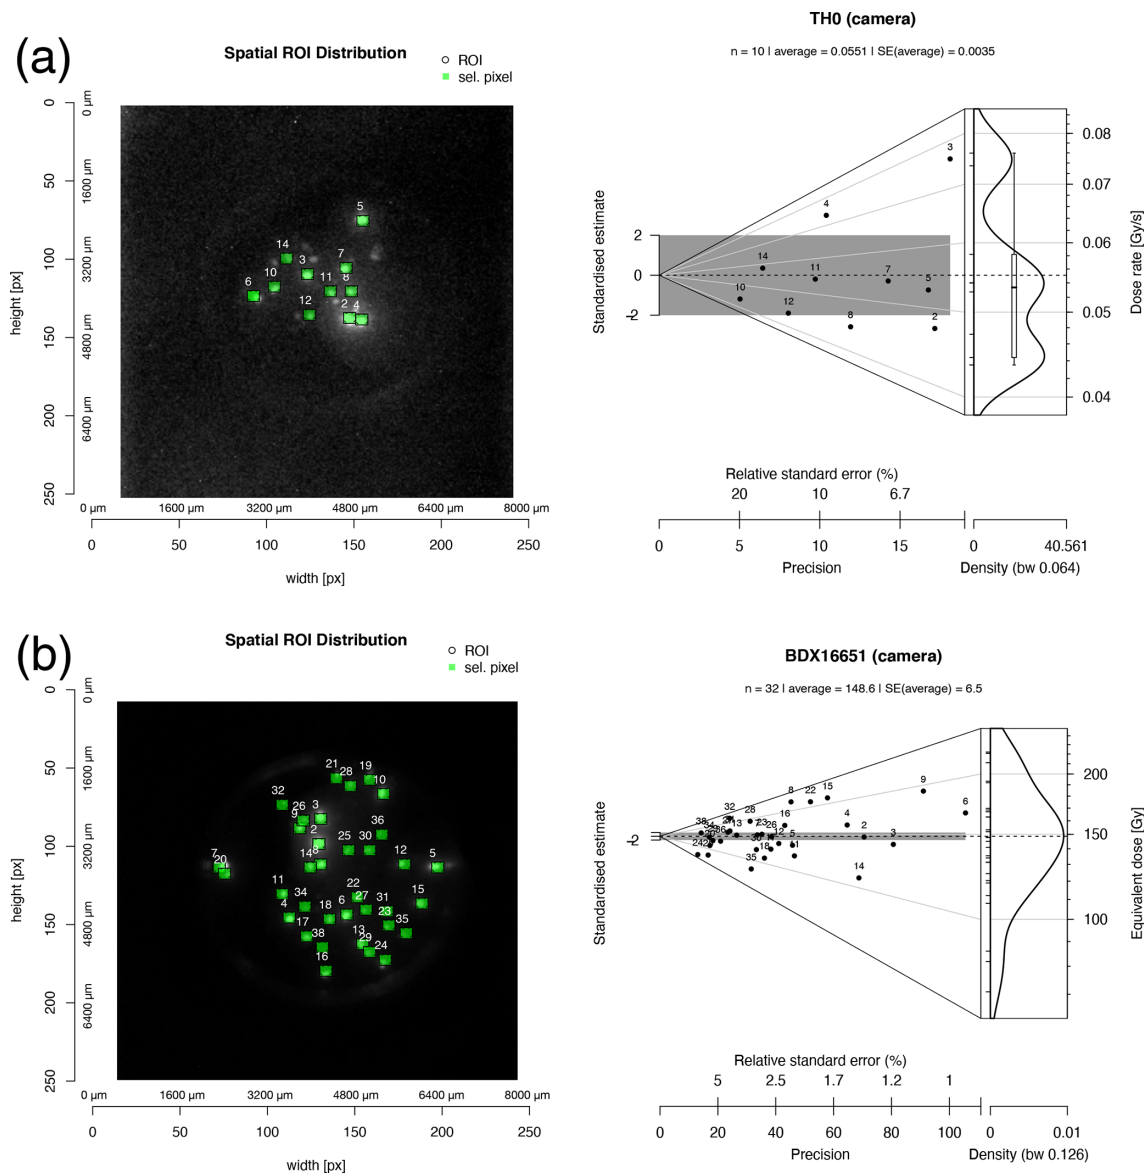 (a)
Spatial ROI Distribution
ROI
sel. pixel
0
50
100
150
200
250
height [px]
0 µm
1600 µm
3200 µm
4800 µm
6400 µm
5
14
3
7
10
11
8
6
12
2
4
0 µm
1600 µm
3200 µm
4800 µm
6400 µm
8000 µm
0
50
100
150
200
250
width [px]
TH0 (camera)
n = 10 | average = 0.0551 | SE(average) = 0.0035
Standardised estimate
2
0
-2
3
4
14
11
7
5
10
12
8
2
0.08
0.07
0.06
0.05
0.04
Dose rate [Gy/s]
Relative standard error (%)
20
10
6.7
0
5
10
15
Precision
0
40.561
Density (bw 0.064)
(b)
Spatial ROI Distribution
ROI
sel. pixel
0
50
100
150
200
250
height [px]
0 µm
1600 µm
3200 µm
4800 µm
6400 µm
21
28
19
10
32
26
3
9
36
2
25
30
14
8
12
5
7
20
1
11
34
4
22
27
31
15
18
6
23
17
35
38
13
29
24
16
0 µm
1600 µm
3200 µm
4800 µm
6400 µm
8000 µm
0
50
100
150
200
250
width [px]
BDX16651 (camera)
n = 32 | average = 148.6 | SE(average) = 6.5
Standardised estimate
-2
9
15
8
22
6
32
28
16
4
38
36
13
23
26
12
2
5
3
24
18
35
14
200
150
100
Equivalent dose [Gy]
Relative standard error (%)
5
2.5
1.7
1.2
1
0
20
40
60
80
100
Precision
0
0.01
Density (bw 0.126)